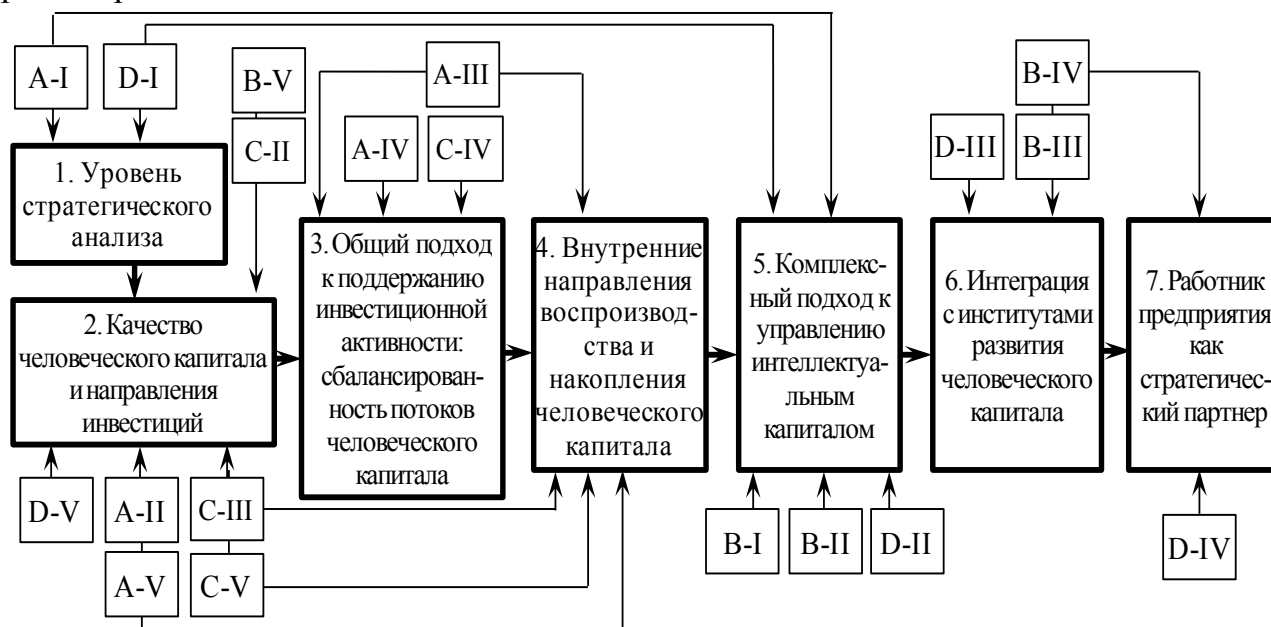 A-I
D-I
B-V
C-II
A-III
A-IV
C-IV
B-IV
D-III
B-III
1. Уровень
стратегического
анализа
2. Качество
человеческого капитала
и направления
инвестиций
3. Общий подход
к поддержанию
инвестиционной
активности:
сбалансирован-
ность потоков
человеческого
капитала
4. Внутренние
направления
воспроизвод-
ства и
накопления
человеческого
капитала
5. Комплекс-
ный подход к
управлению
интеллектуа-
льным
капиталом
6. Интеграция
с институтами
развития
человеческого
капитала
7. Работник
предприятия
как
стратегичес-
кий партнер
D-V
A-II
C-III
A-V
C-V
B-I
B-II
D-II
D-IV